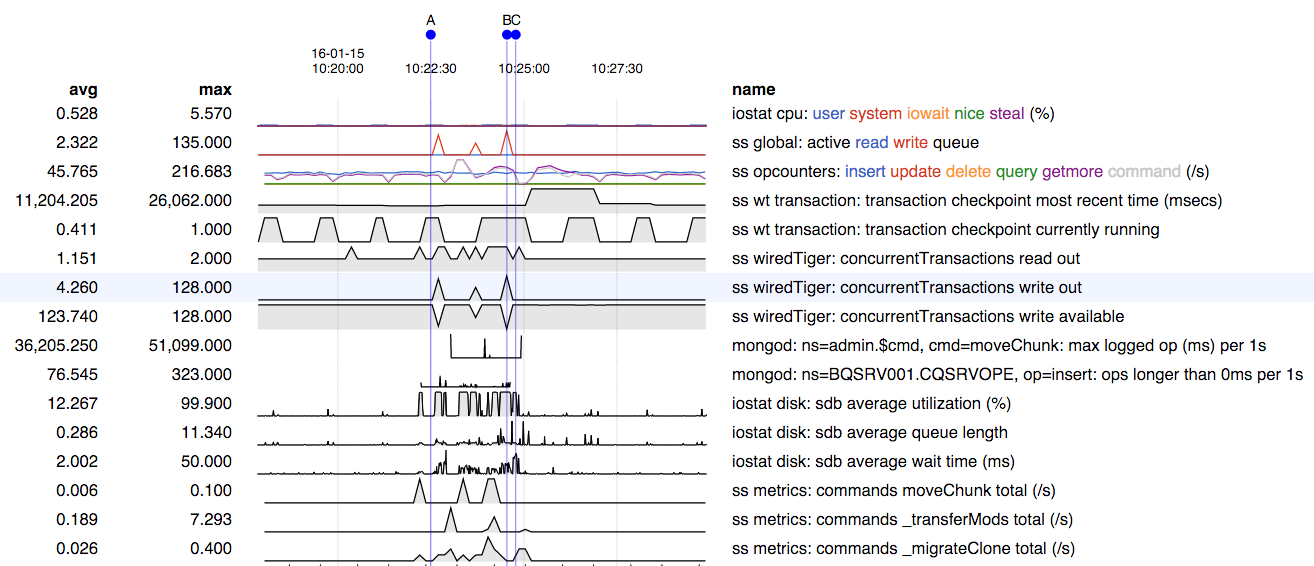 A BC
16-01-15
10:20:00 10:22:30 10:25:00 10:27:30
avg max name
0.528 5.570 iostat cpu: user system iowait nice steal (%)
2.322 135.000 ss global: active read write queue
45.765 216.683 ss opcounters: insert update delete query getmore command (/s)
11,204.205 26,062.000 ss wt transaction: transaction checkpoint most recent time (msecs)
0.411 1.000 ss wt transaction: transaction checkpoint currently running
1.151 2.000 ss wiredTiger: concurrentTransactions read out
4.260 128.000 ss wiredTiger: concurrentTransactions write out
123.740 128.000 ss wiredTiger: concurrentTransactions write available
36,205.250 51,099.000 mongod: ns=admin.$cmd, cmd=moveChunk: max logged op (ms) per 1s
76.545 323.000 mongod: ns=BQSRV001.CQSRVOPE, op=insert: ops longer than 0ms per 1s
12.267 99.900 iostat disk: sdb average utilization (%)
0.286 11.340 iostat disk: sdb average queue length
2.002 50.000 iostat disk: sdb average wait time (ms)
0.006 0.100 ss metrics: commands moveChunk total (/s)
0.189 7.293 ss metrics: commands _transferMods total (/s)
0.026 0.400 ss metrics: commands _migrateClone total (/s)